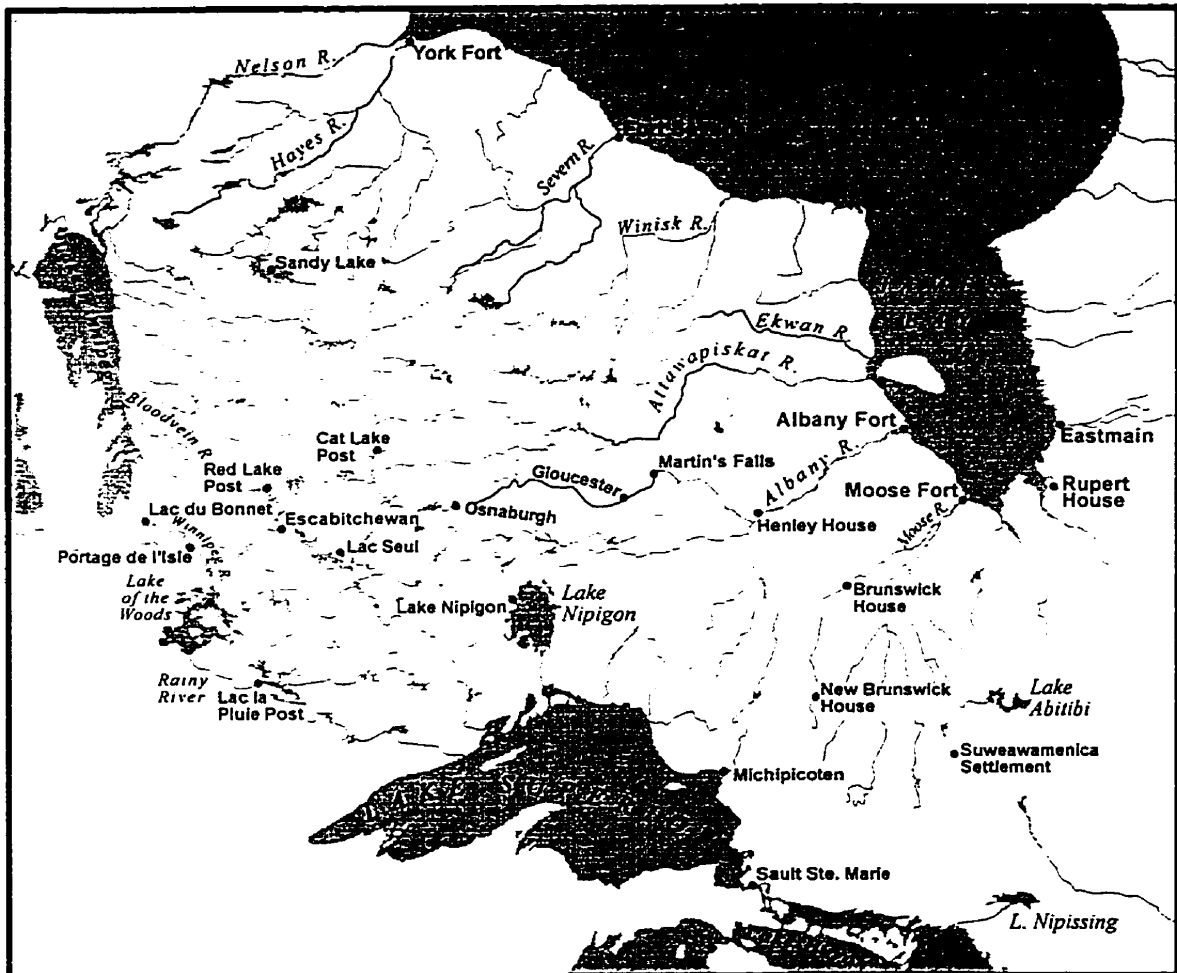 Nelson R.
York Fort
Hayes R.
Severn R.
Winisk R.
Sandy Lake
Ekwan R.
Attawapiskat R.
Bloodvein R.
Cat Lake
Post
Albany Fort
Eastmain
Red Lake
Post
Martin's Falls
Gloucester
Albany R.
Moose Fort
Rupert
House
Lac du Bonnet
Escabitchewan
Osnaburgh
Henley House
Moose R.
Winnipeg R.
Portage de l'Isle
Lac Seul
Lake
of the
Woods
Lake Nipigon
Lake
Nipigon
Brunswick
House
Rainy
River
Lac la
Pluie Post
New Brunswick
House
Lake
Abitibi
Suweawamenica
Settlement
Michipicoten
LAKE SUPERIOR
Sault Ste. Marie
L. Nipissing